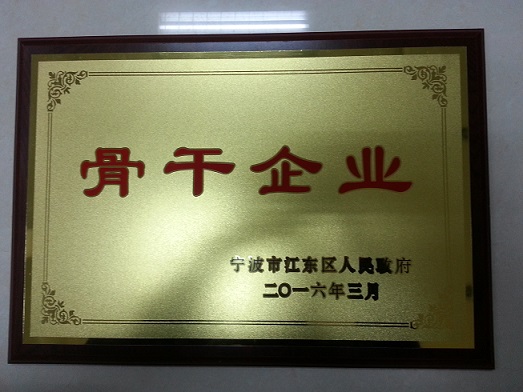 骨干企业
宁波市江东区人民政府
二〇一六年三月